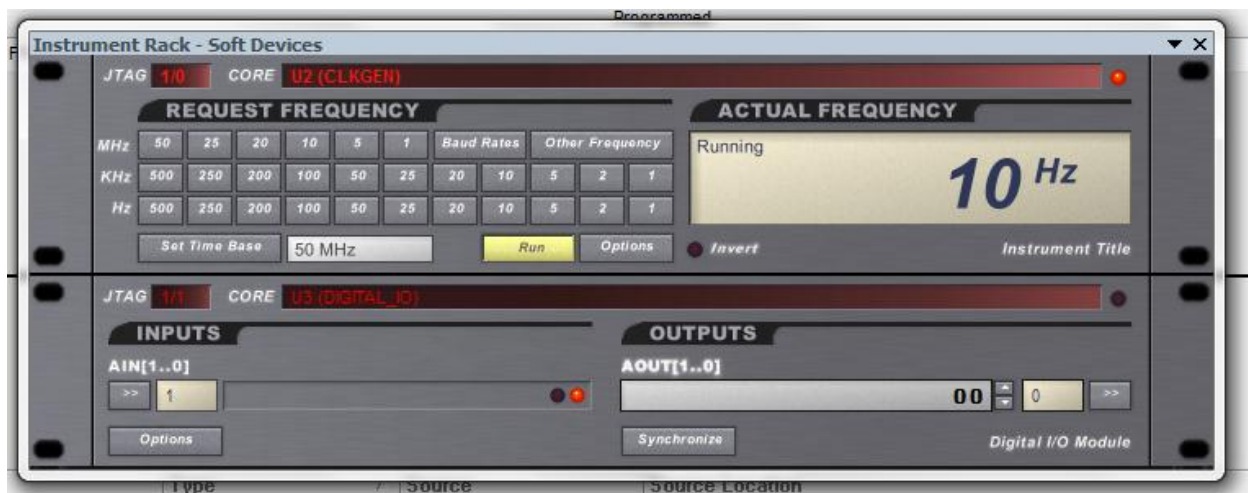 Programmed
Instrument Rack - Soft Devices
JTAG 1/0 CORE U2 (CLKGEN)
REQUEST FREQUENCY
ACTUAL FREQUENCY
MHz 50 25 20 10 5 1 Baud Rates Other Frequency
KHz 500 250 200 100 50 25 20 10 5 2 1
Hz 500 250 200 100 50 25 20 10 5 2 1
Running
10 Hz
Set Time Base 50 MHz Run Options
Invert Instrument Title
JTAG 1/1 CORE U3 (DIGITAL_IO)
INPUTS
OUTPUTS
AIN[1..0]
AOUT[1..0]
>> 1
00 0 >>
Options
Synchronize Digital I/O Module
Type / Source Source Location